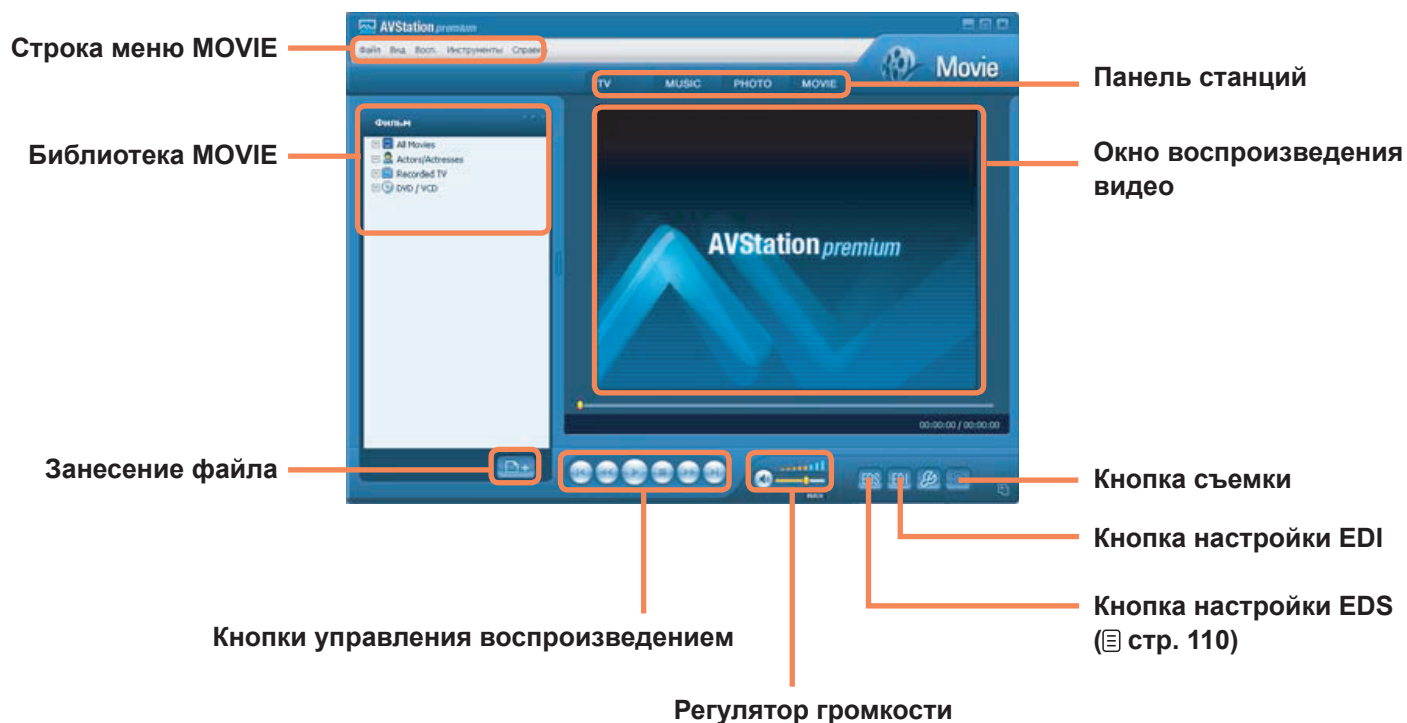 AVStation premium
Строка меню MOVIE
Файл Вид Восп. Инструменты Справка
Movie
Панель станций
TV MUSIC PHOTO MOVIE
Библиотека MOVIE
Фильм
All Movies
Actors/Actresses
Recorded TV
DVD / VCD
Окно воспроизведения
видео
AVStation premium
00:00:00 / 00:00:00
Занесение файла
EDS EDI
Кнопка съемки
Кнопка настройки EDI
Кнопка настройки EDS
(стр. 110)
Кнопки управления воспроизведением
Регулятор громкости